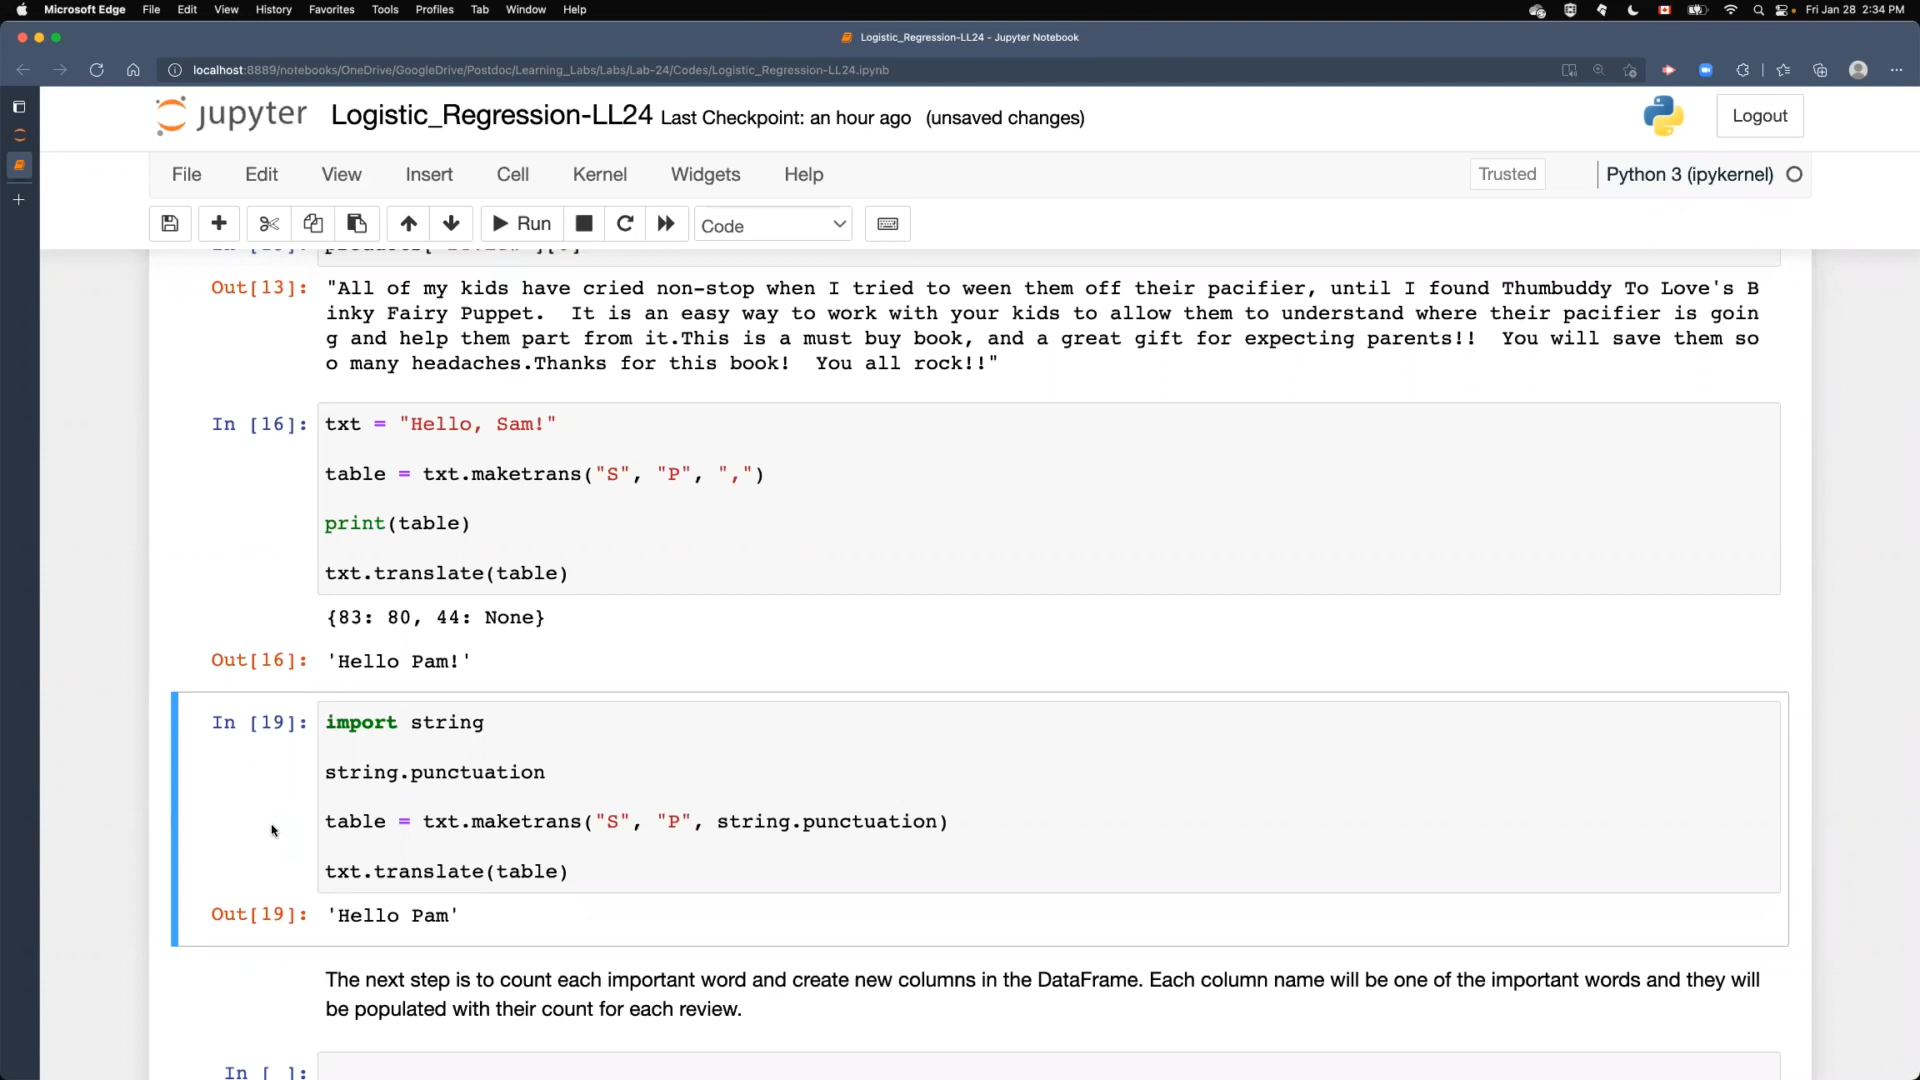 Microsoft Edge File Edit View History Favorites Tools Profiles Tab Window Help Fri Jan 28 2:34 PM
Logistic_Regression-LL24 - Jupyter Notebook
localhost:8889/notebooks/OneDrive/GoogleDrive/Postdoc/Learning_Labs/Labs/Lab-24/Codes/Logistic_Regression-LL24.ipynb
jupyter Logistic_Regression-LL24 Last Checkpoint: an hour ago (unsaved changes) Logout
File Edit View Insert Cell Kernel Widgets Help Trusted Python 3 (ipykernel)
Run Code
Out[13]: "All of my kids have cried non-stop when I tried to ween them off their pacifier, until I found Thumbuddy To Love's B
inky Fairy Puppet.  It is an easy way to work with your kids to allow them to understand where their pacifier is goin
g and help them part from it.This is a must buy book, and a great gift for expecting parents!!  You will save them so
o many headaches.Thanks for this book!  You all rock!!"
In [16]: txt = "Hello, Sam!"
table = txt.maketrans("S", "P", ",")
print(table)
txt.translate(table)
{83: 80, 44: None}
Out[16]: 'Hello Pam!'
In [19]: import string
string.punctuation
table = txt.maketrans("S", "P", string.punctuation)
txt.translate(table)
Out[19]: 'Hello Pam'
The next step is to count each important word and create new columns in the DataFrame. Each column name will be one of the important words and they will
be populated with their count for each review.
In [ ]: